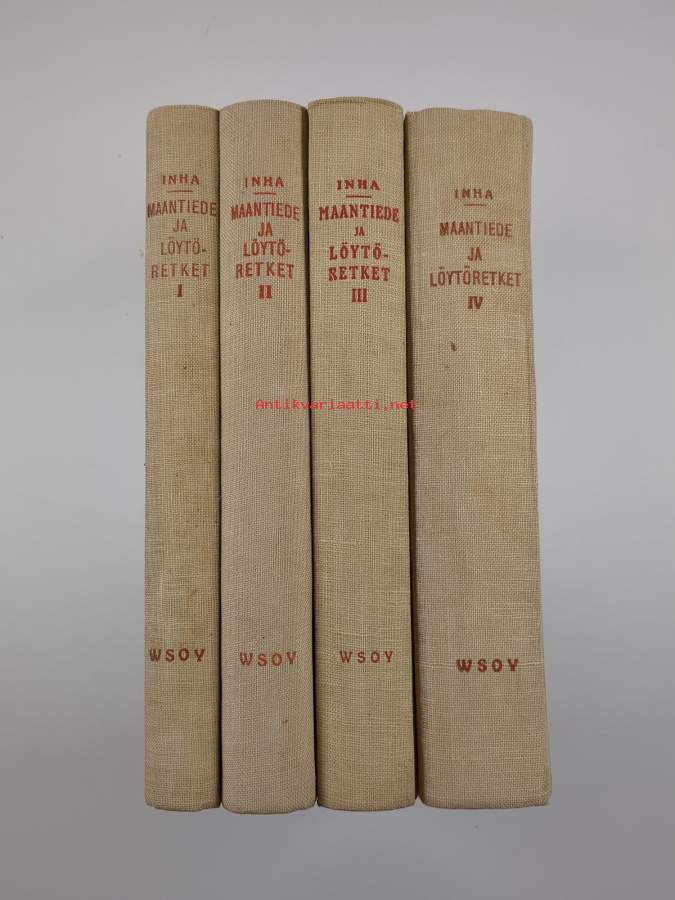 INHA
MAANTIEDE
JA
LÖYTÖ-
RETKET
I
WSOY
INHA
MAANTIEDE
JA
LÖYTÖ-
RETKET
II
WSOY
INHA
MAANTIEDE
JA
LÖYTÖ-
RETKET
III
WSOY
INHA
MAANTIEDE
JA
LÖYTÖRETKET
IV
WSOY
Antikvariaatti.net